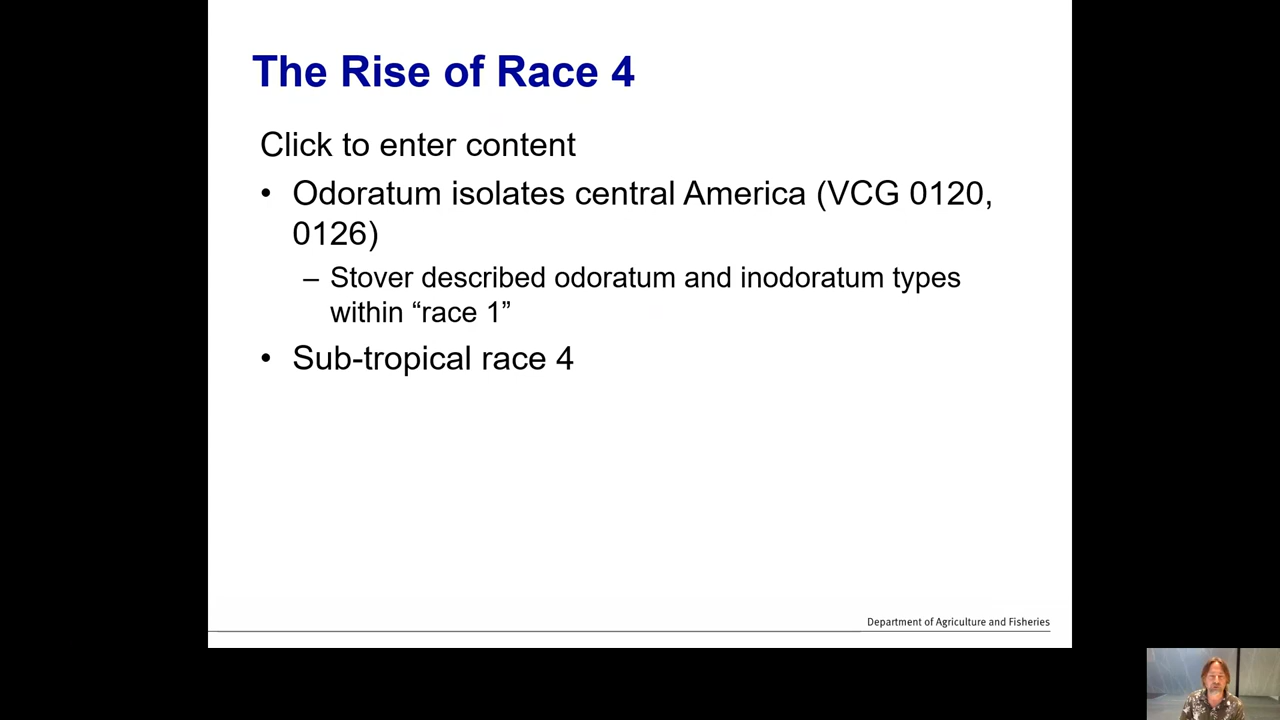 The Rise of Race 4
Click to enter content
• Odoratum isolates central America (VCG 0120,
0126)
– Stover described odoratum and inodoratum types
within “race 1”
• Sub-tropical race 4
Department of Agriculture and Fisheries